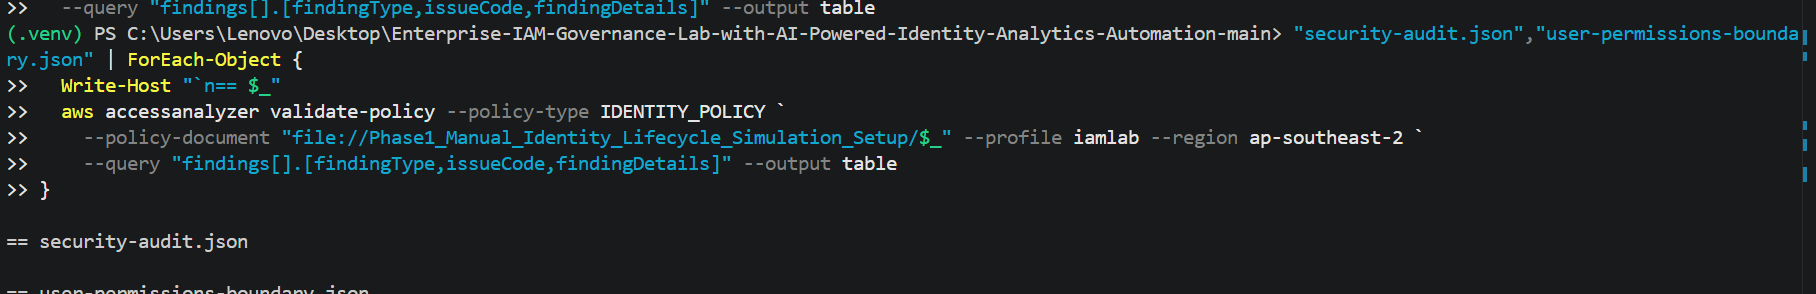 >>   --query "findings[].[findingType,issueCode,findingDetails]" --output table
(.venv) PS C:\Users\Lenovo\Desktop\Enterprise-IAM-Governance-Lab-with-AI-Powered-Identity-Analytics-Automation-main> "security-audit.json","user-permissions-bounda
ry.json" | ForEach-Object {
>>   Write-Host "`n== $_"
>>   aws accessanalyzer validate-policy --policy-type IDENTITY_POLICY `
>>     --policy-document "file://Phase1_Manual_Identity_Lifecycle_Simulation_Setup/$_" --profile iamlab --region ap-southeast-2 `
>>     --query "findings[].[findingType,issueCode,findingDetails]" --output table
>> }
== security-audit.json
== user-permissions-boundary.json